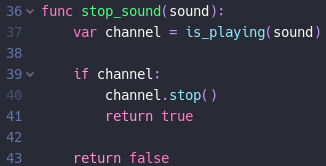 36 func stop_sound(sound):
37     var channel = is_playing(sound)
38
39     if channel:
40         channel.stop()
41         return true
42
43     return false